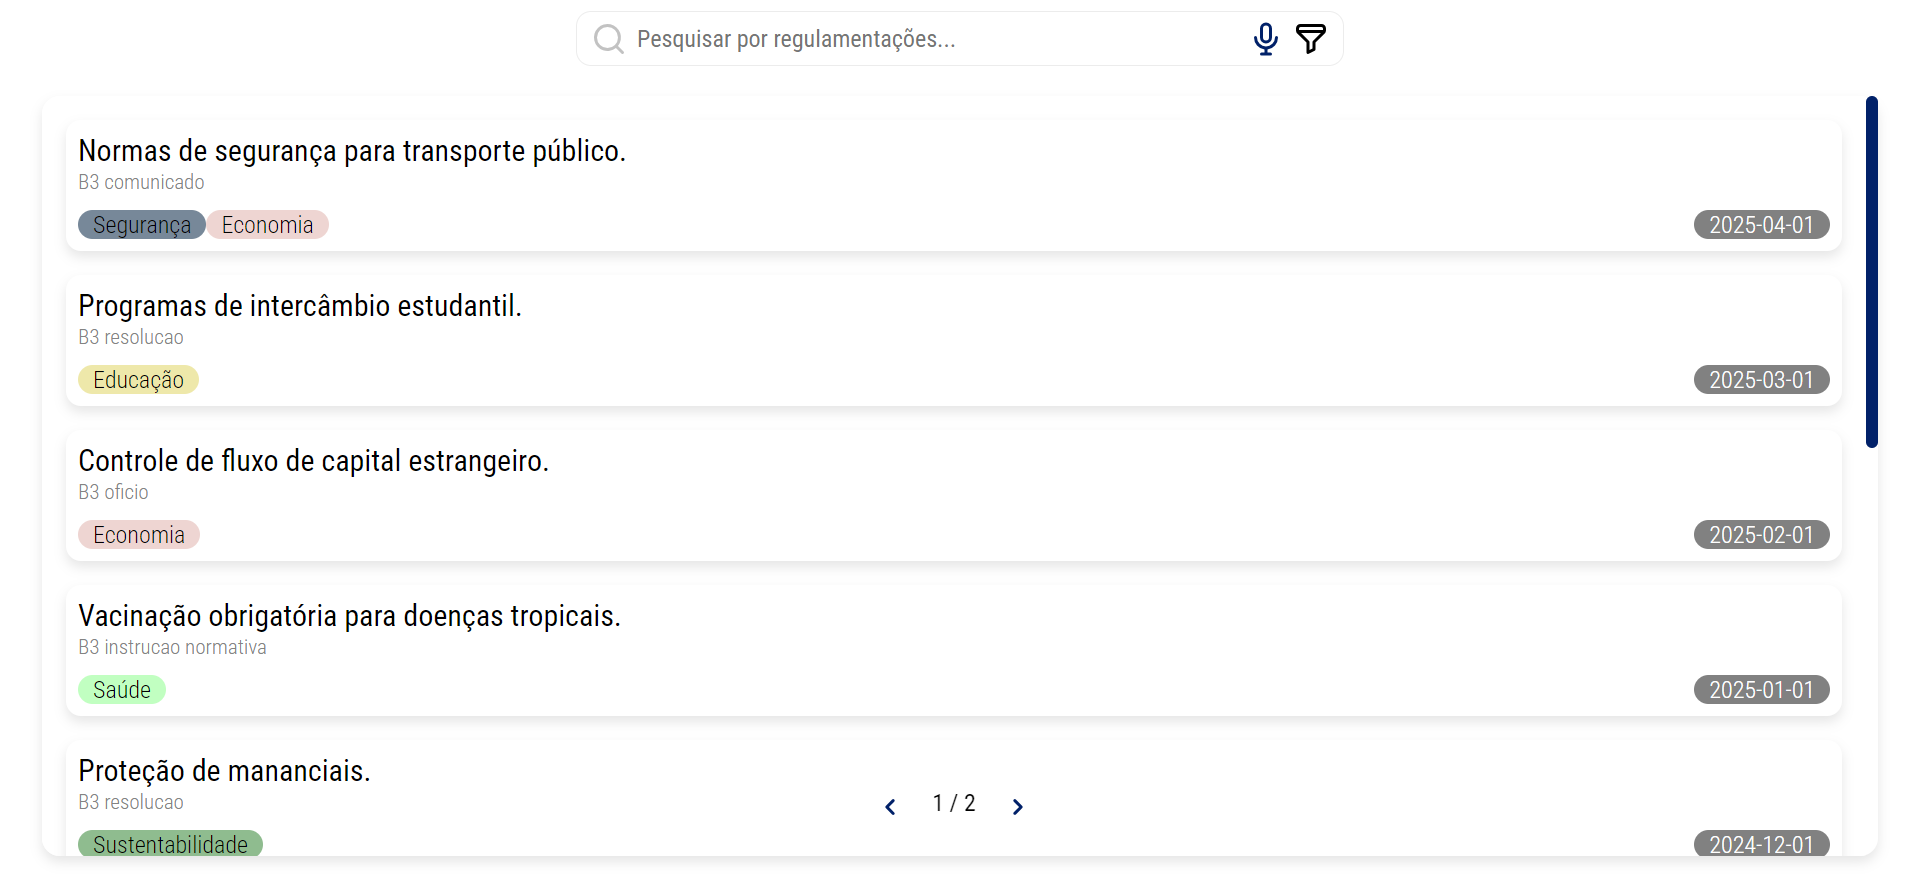 Pesquisar por regulamentações...
Normas de segurança para transporte público.
B3 comunicado
Segurança Economia 2025-04-01
Programas de intercâmbio estudantil.
B3 resolucao
Educação 2025-03-01
Controle de fluxo de capital estrangeiro.
B3 oficio
Economia 2025-02-01
Vacinação obrigatória para doenças tropicais.
B3 instrucao normativa
Saúde 2025-01-01
Proteção de mananciais.
B3 resolucao
1 / 2
Sustentabilidade 2024-12-01